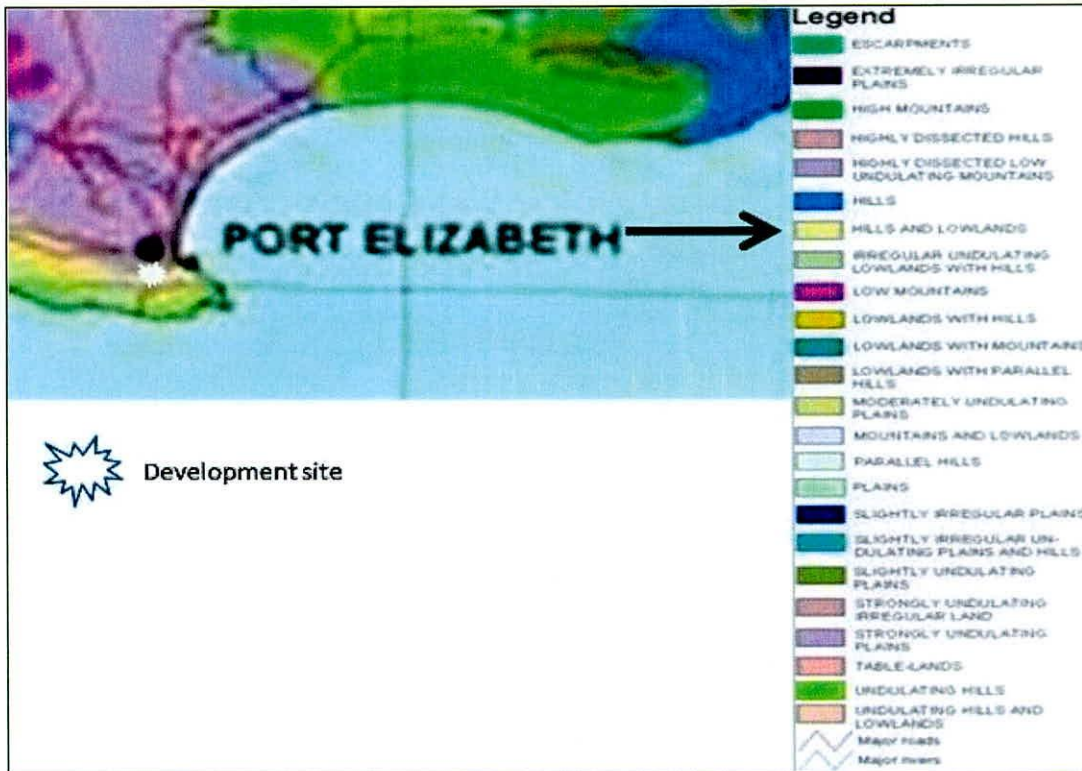 PORT ELIZABETH
Development site
Legend
ESCARPMENTS
EXTREMELY IRREGULAR
PLAINS
HIGH MOUNTAINS
HIGHLY DISSECTED HILLS
HIGHLY DISSECTED LOW
UNDULATING MOUNTAINS
HILLS
HILLS AND LOWLANDS
IRREGULAR UNDULATING
LOWLANDS WITH HILLS
LOW MOUNTAINS
LOWLANDS WITH HILLS
LOWLANDS WITH MOUNTAINS
LOWLANDS WITH PARALLEL
HILLS
MODERATELY UNDULATING
PLAINS
MOUNTAINS AND LOWLANDS
PARALLEL HILLS
PLAINS
SLIGHTLY IRREGULAR PLAINS
SLIGHTLY IRREGULAR UN-
DULATING PLAINS AND HILLS
SLIGHTLY UNDULATING
PLAINS
STRONGLY UNDULATING
IRREGULAR LAND
STRONGLY UNDULATING
PLAINS
TABLE-LANDS
UNDULATING HILLS
UNDULATING HILLS AND
LOWLANDS
Major roads
Major rivers